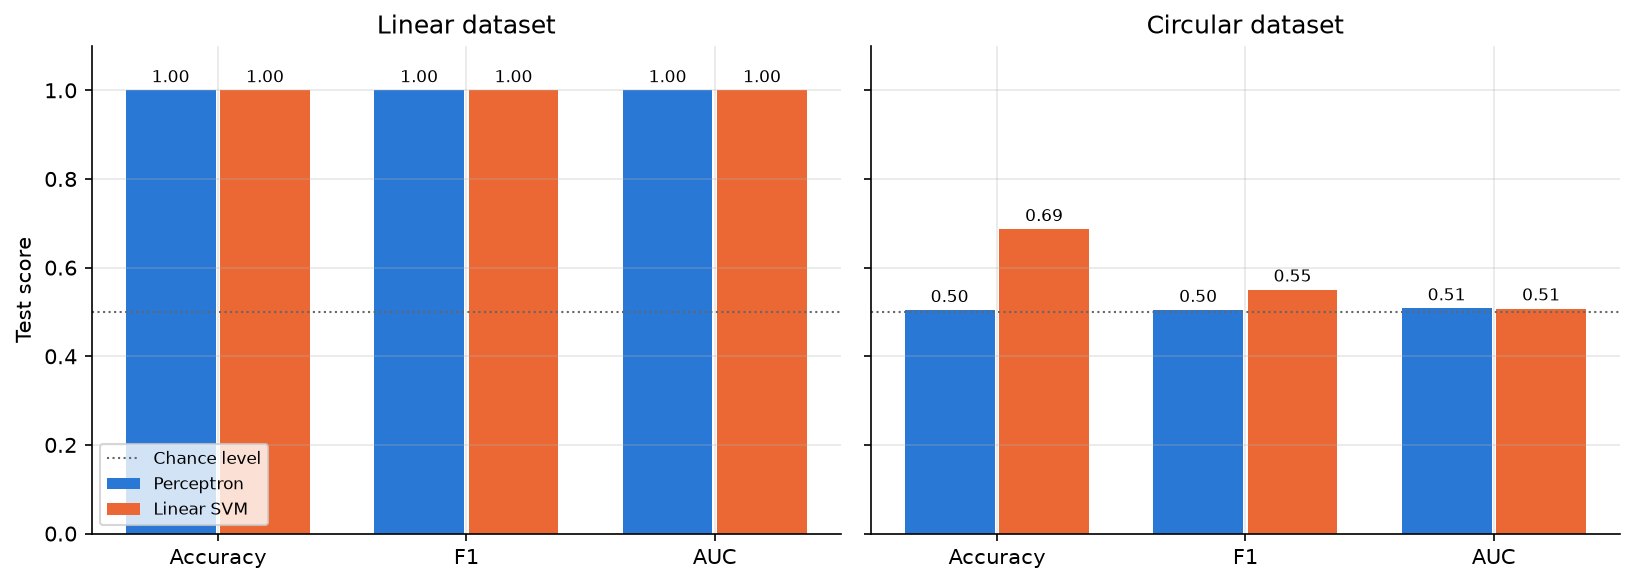 Linear dataset
Test score
1.0
0.8
0.6
0.4
0.2
0.0
1.00
1.00
1.00
1.00
1.00
1.00
Chance level
Perceptron
Linear SVM
Accuracy
F1
AUC
Circular dataset
0.50
0.69
0.50
0.55
0.51
0.51
Accuracy
F1
AUC